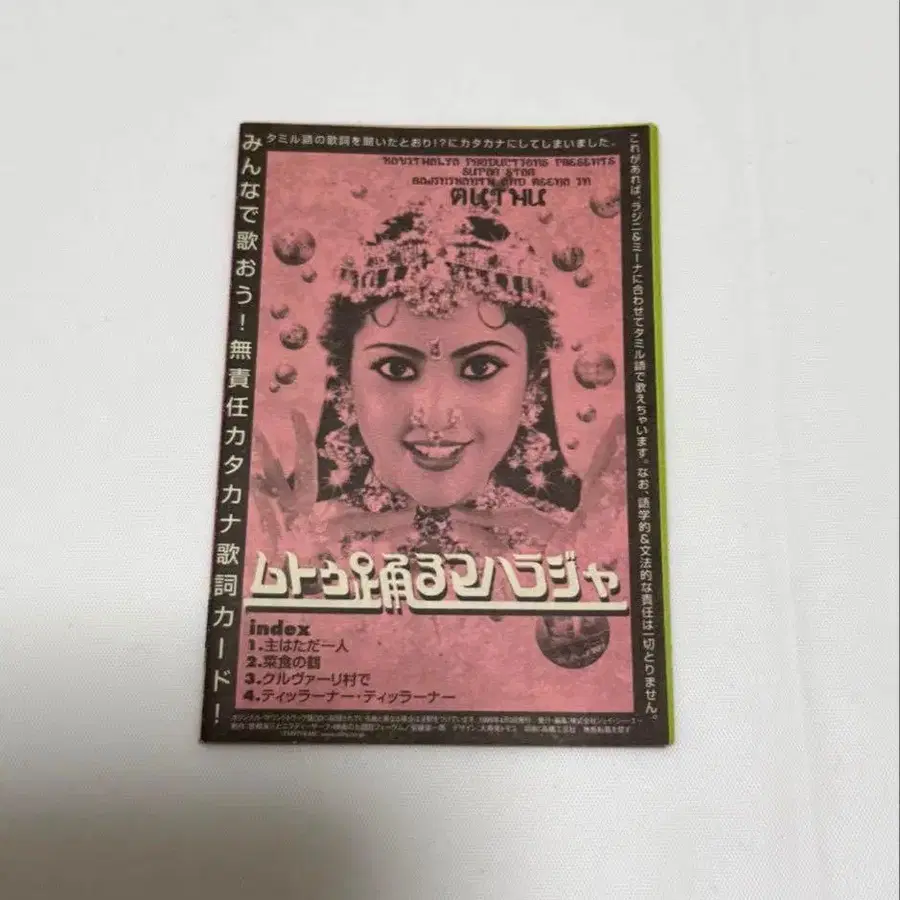 タミル語の歌詞を聴いたとおり!?にカタカナにしてしまいました。
みんなで歌おう!無責任カタカナ歌詞カード!
これがあれば、ラジニ&ミーナに合わせてタミル語で歌えちゃいます。なお、語学的&文法的な責任は一切とりません。
KAVITHALYA PRODUCTIONS PRESENTS
SUPER STAR
RAJNIKHANTH AND MEENA IN
MUTHU
ムトゥ踊るマハラジャ
index
1.主はただ一人
2.菜食の鶴
3.クルヴァーリ村で
4.ティッラーナー・ティッラーナー